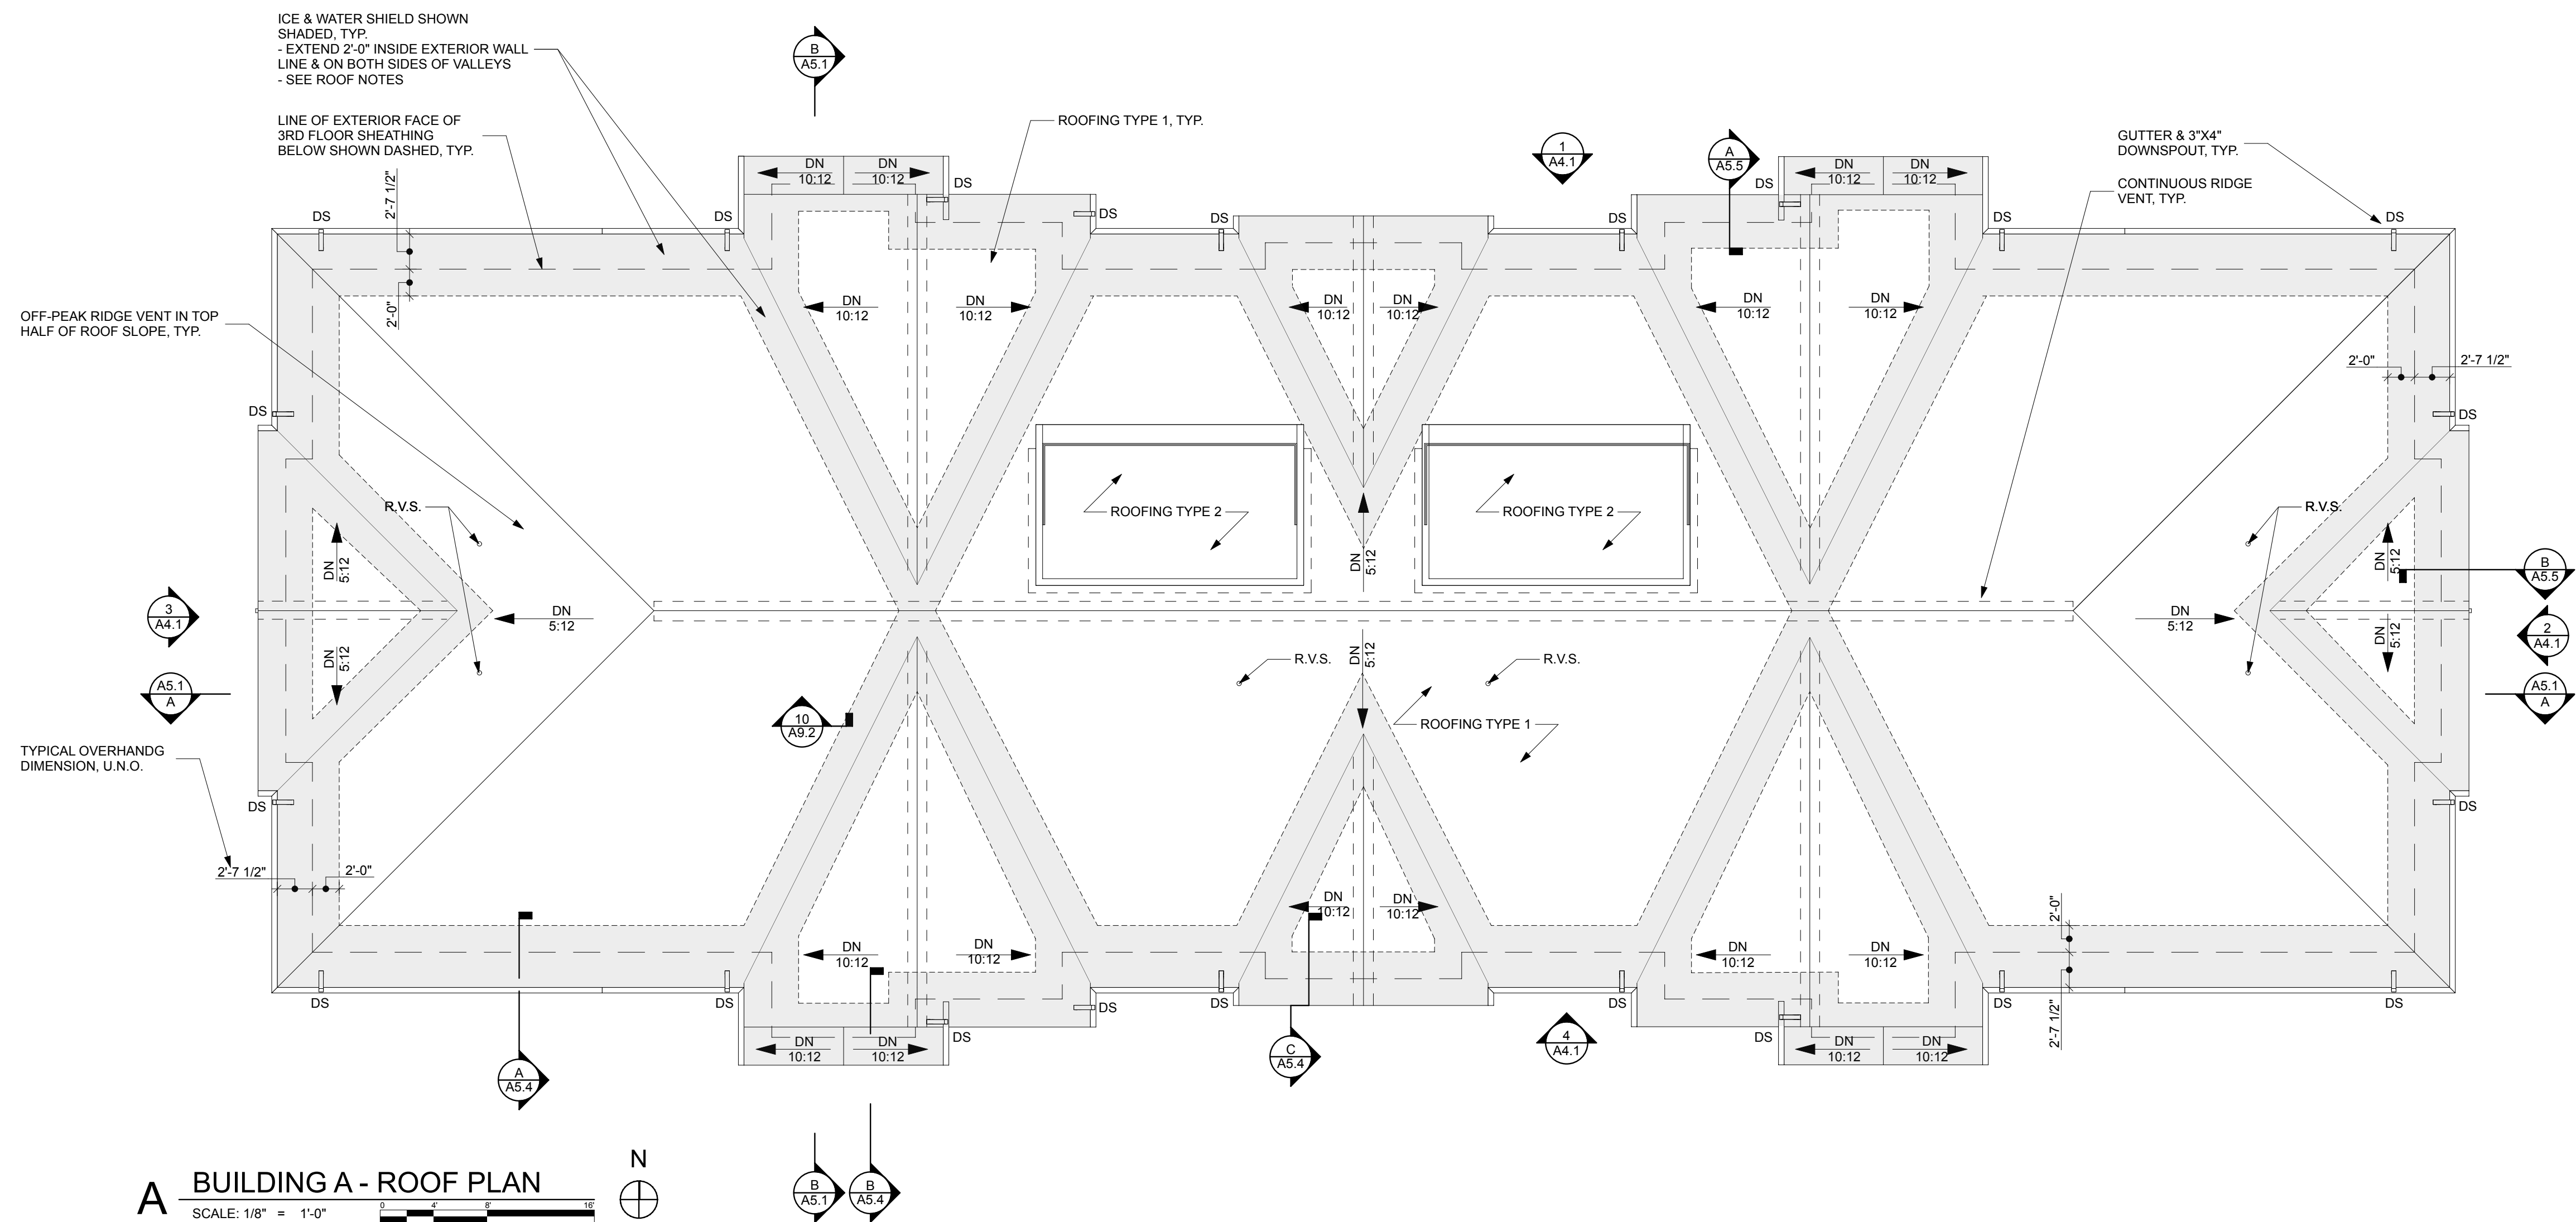 ICE & WATER SHIELD SHOWN
SHADED, TYP.
- EXTEND 2'-0" INSIDE EXTERIOR WALL
LINE & ON BOTH SIDES OF VALLEYS
- SEE ROOF NOTES
B
A5.1
LINE OF EXTERIOR FACE OF
3RD FLOOR SHEATHING
BELOW SHOWN DASHED, TYP.
ROOFING TYPE 1, TYP.
1
A4.1
A
A5.5
GUTTER & 3"X4"
DOWNSPOUT, TYP.
CONTINUOUS RIDGE
VENT, TYP.
2'-7 1/2"
2'-0"
DN
10:12
DN
10:12
DS
DS
DN
10:12
DN
10:12
DS
DS
DS
DS
DS
DS
DS
OFF-PEAK RIDGE VENT IN TOP
HALF OF ROOF SLOPE, TYP.
DN
10:12
DN
10:12
DN
10:12
DN
10:12
DN
10:12
DN
10:12
2'-0"
2'-7 1/2"
DS
DS
R.V.S.
ROOFING TYPE 2
ROOFING TYPE 2
R.V.S.
DN
5:12
DN
5:12
DN
5:12
B
A5.5
3
A4.1
DN
5:12
DN
5:12
2
A4.1
DN
5:12
DN
5:12
DN
5:12
R.V.S.
R.V.S.
A5.1
A
A5.1
A
10
A9.2
ROOFING TYPE 1
TYPICAL OVERHANDG
DIMENSION, U.N.O.
DS
DS
2'-7 1/2"
2'-0"
DN
10:12
DN
10:12
2'-0"
2'-7 1/2"
DN
10:12
DN
10:12
DN
10:12
DN
10:12
DS
DS
DS
DS
DS
DS
DS
DS
DS
DS
DN
10:12
DN
10:12
DN
10:12
DN
10:12
A
A5.4
C
A5.4
4
A4.1
B
A5.1
B
A5.4
N
A
BUILDING A - ROOF PLAN
SCALE: 1/8" = 1'-0"
0 4' 8' 16'